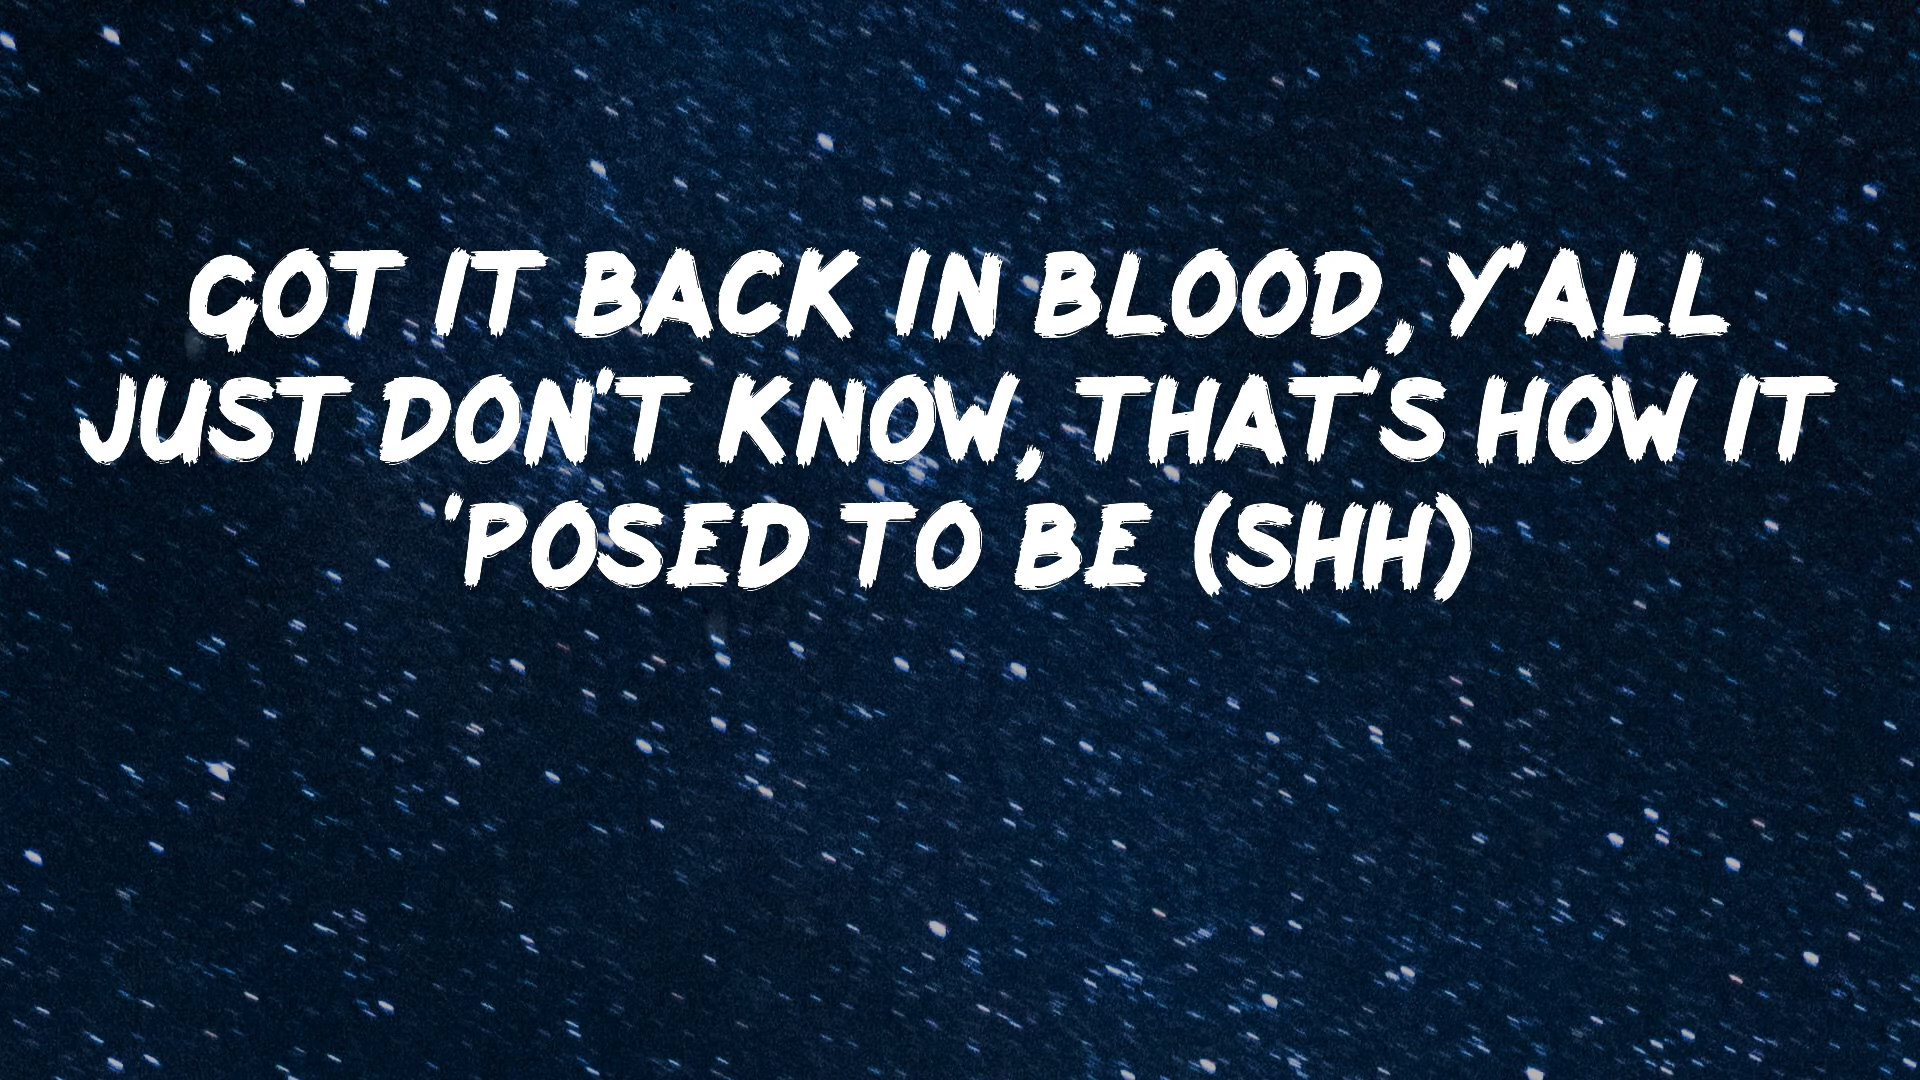 GOT IT BACK IN BLOOD, Y'ALL
JUST DON'T KNOW, THAT'S HOW IT
'POSED TO BE (SHH)